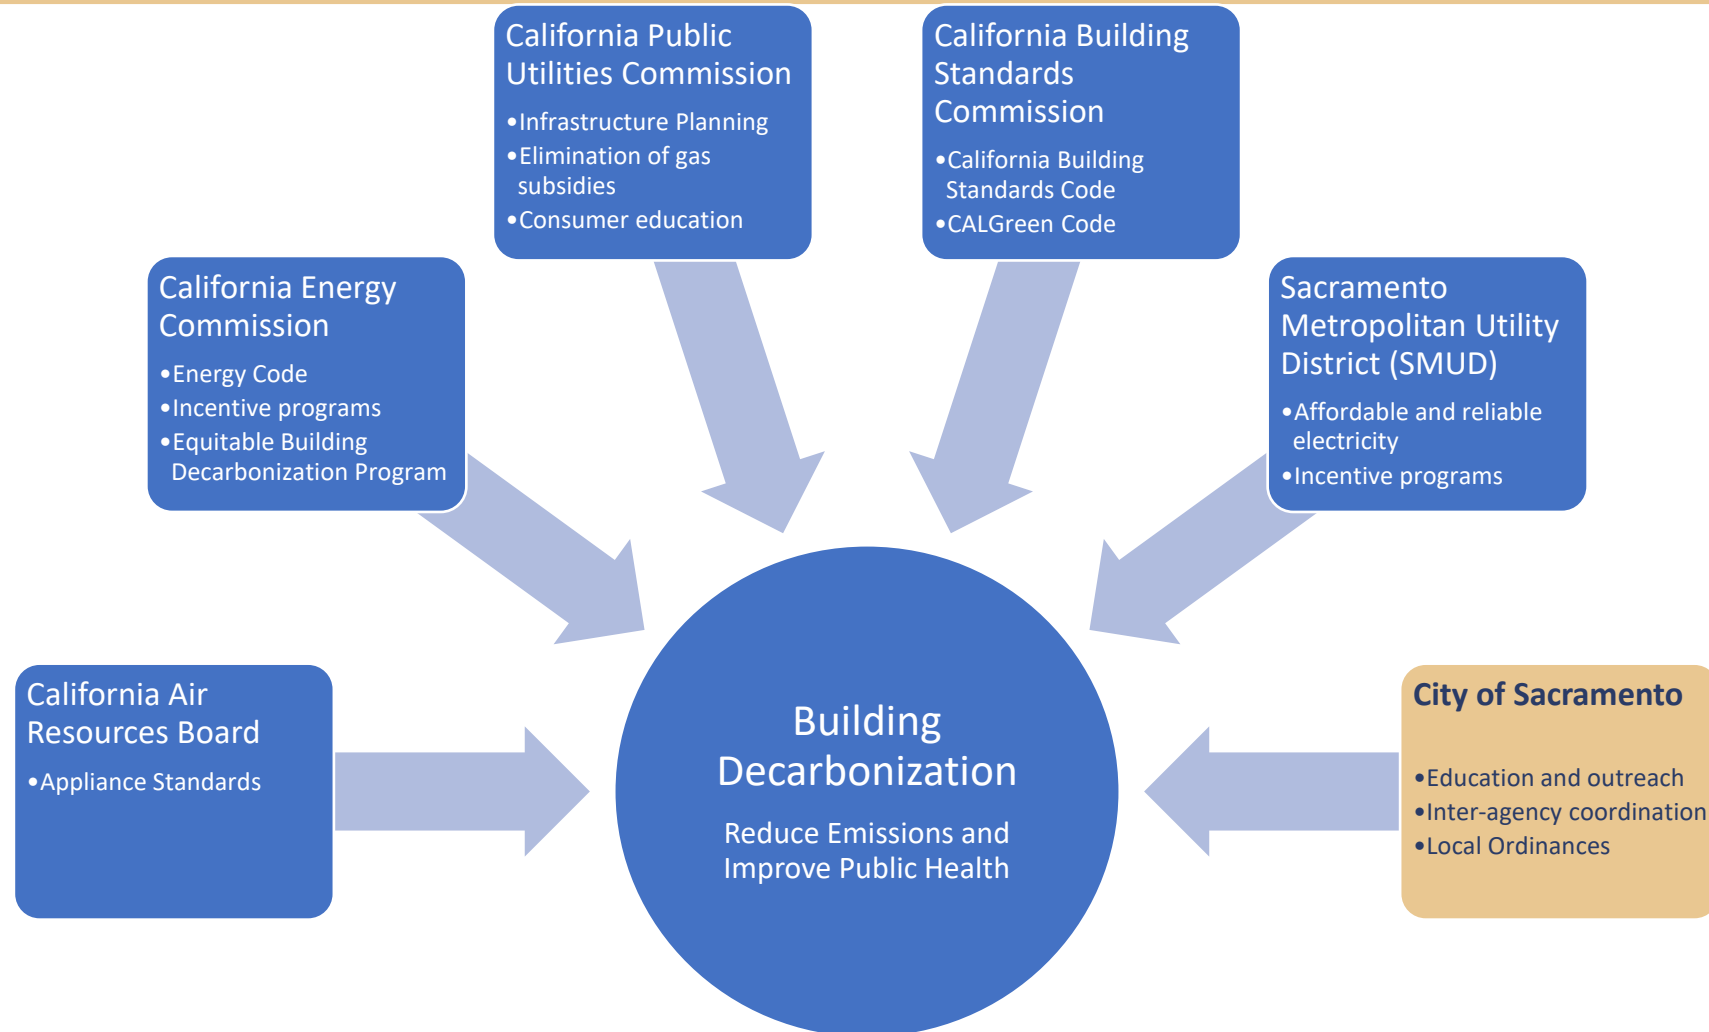 California Public
Utilities Commission
•Infrastructure Planning
•Elimination of gas
subsidies
•Consumer education
California Building
Standards
Commission
•California Building
Standards Code
•CALGreen Code
California Energy
Commission
•Energy Code
•Incentive programs
•Equitable Building
Decarbonization Program
Sacramento
Metropolitan Utility
District (SMUD)
•Affordable and reliable
electricity
•Incentive programs
California Air
Resources Board
•Appliance Standards
Building
Decarbonization
Reduce Emissions and
Improve Public Health
City of Sacramento
•Education and outreach
•Inter-agency coordination
•Local Ordinances